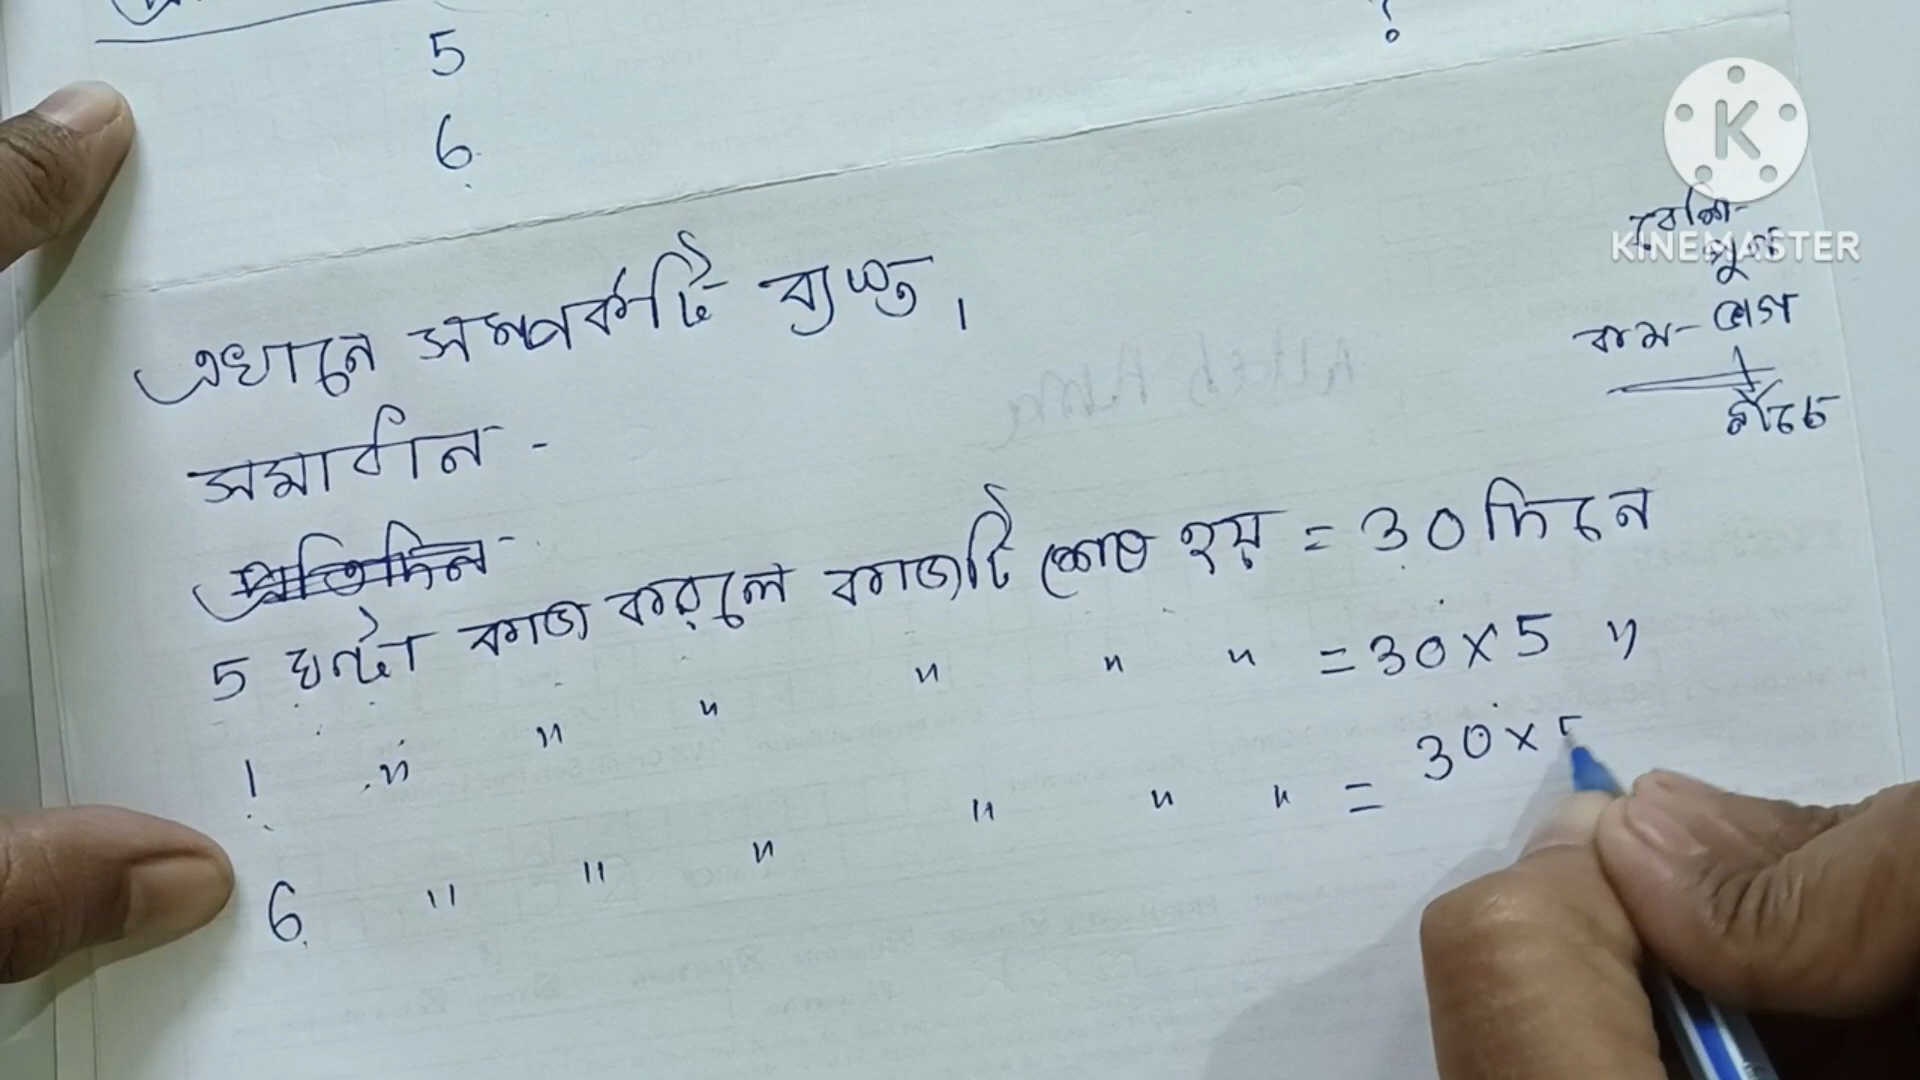 5
?
6
KINEMASTER
বেশি-
গুণ
কম- ভাগ
নীচে
এখানে সম্পর্কটি ব্যস্ত।
সমাধান -
প্রতিদিন-
5 ঘন্টা কাজ করলে কাজটি শেষ হয় = 30 দিনে
1 " " " " " " = 30×5 "
6 " " " " " " = 30×5